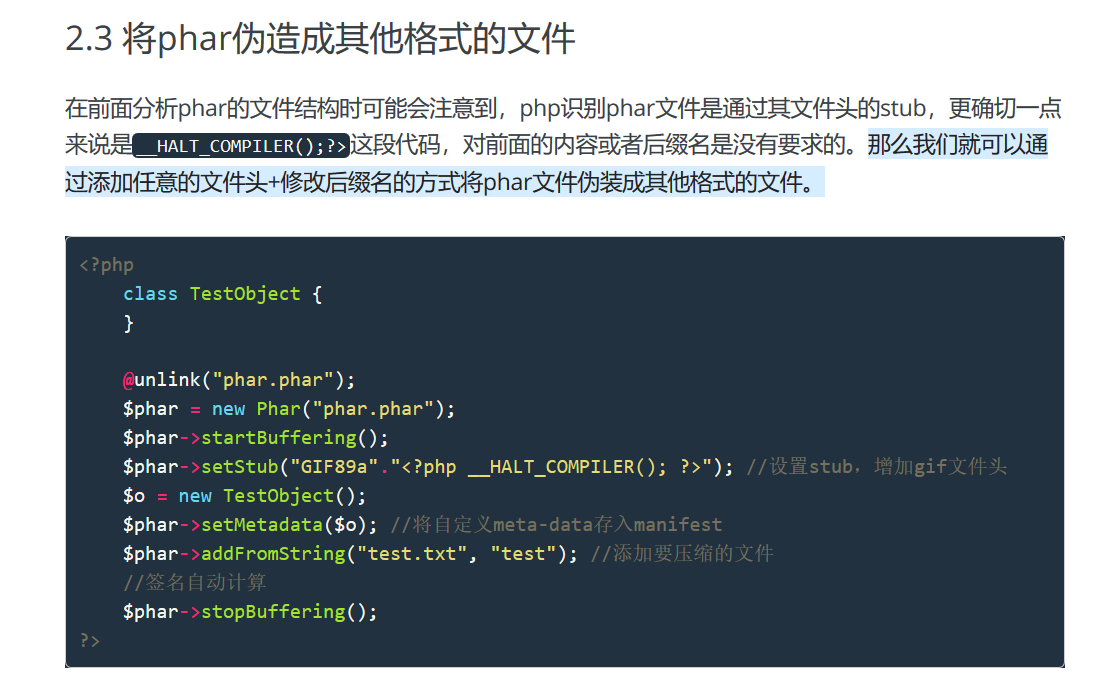 2.3 将phar伪造成其他格式的文件
在前面分析phar的文件结构时可能会注意到，php识别phar文件是通过其文件头的stub，更确切一点
来说是__HALT_COMPILER();?>这段代码，对前面的内容或者后缀名是没有要求的。那么我们就可以通
过添加任意的文件头+修改后缀名的方式将phar文件伪装成其他格式的文件。
<?php
    class TestObject {
    }
    @unlink("phar.phar");
    $phar = new Phar("phar.phar");
    $phar->startBuffering();
    $phar->setStub("GIF89a"."<?php __HALT_COMPILER(); ?>"); //设置stub，增加gif文件头
    $o = new TestObject();
    $phar->setMetadata($o); //将自定义meta-data存入manifest
    $phar->addFromString("test.txt", "test"); //添加要压缩的文件
    //签名自动计算
    $phar->stopBuffering();
?>